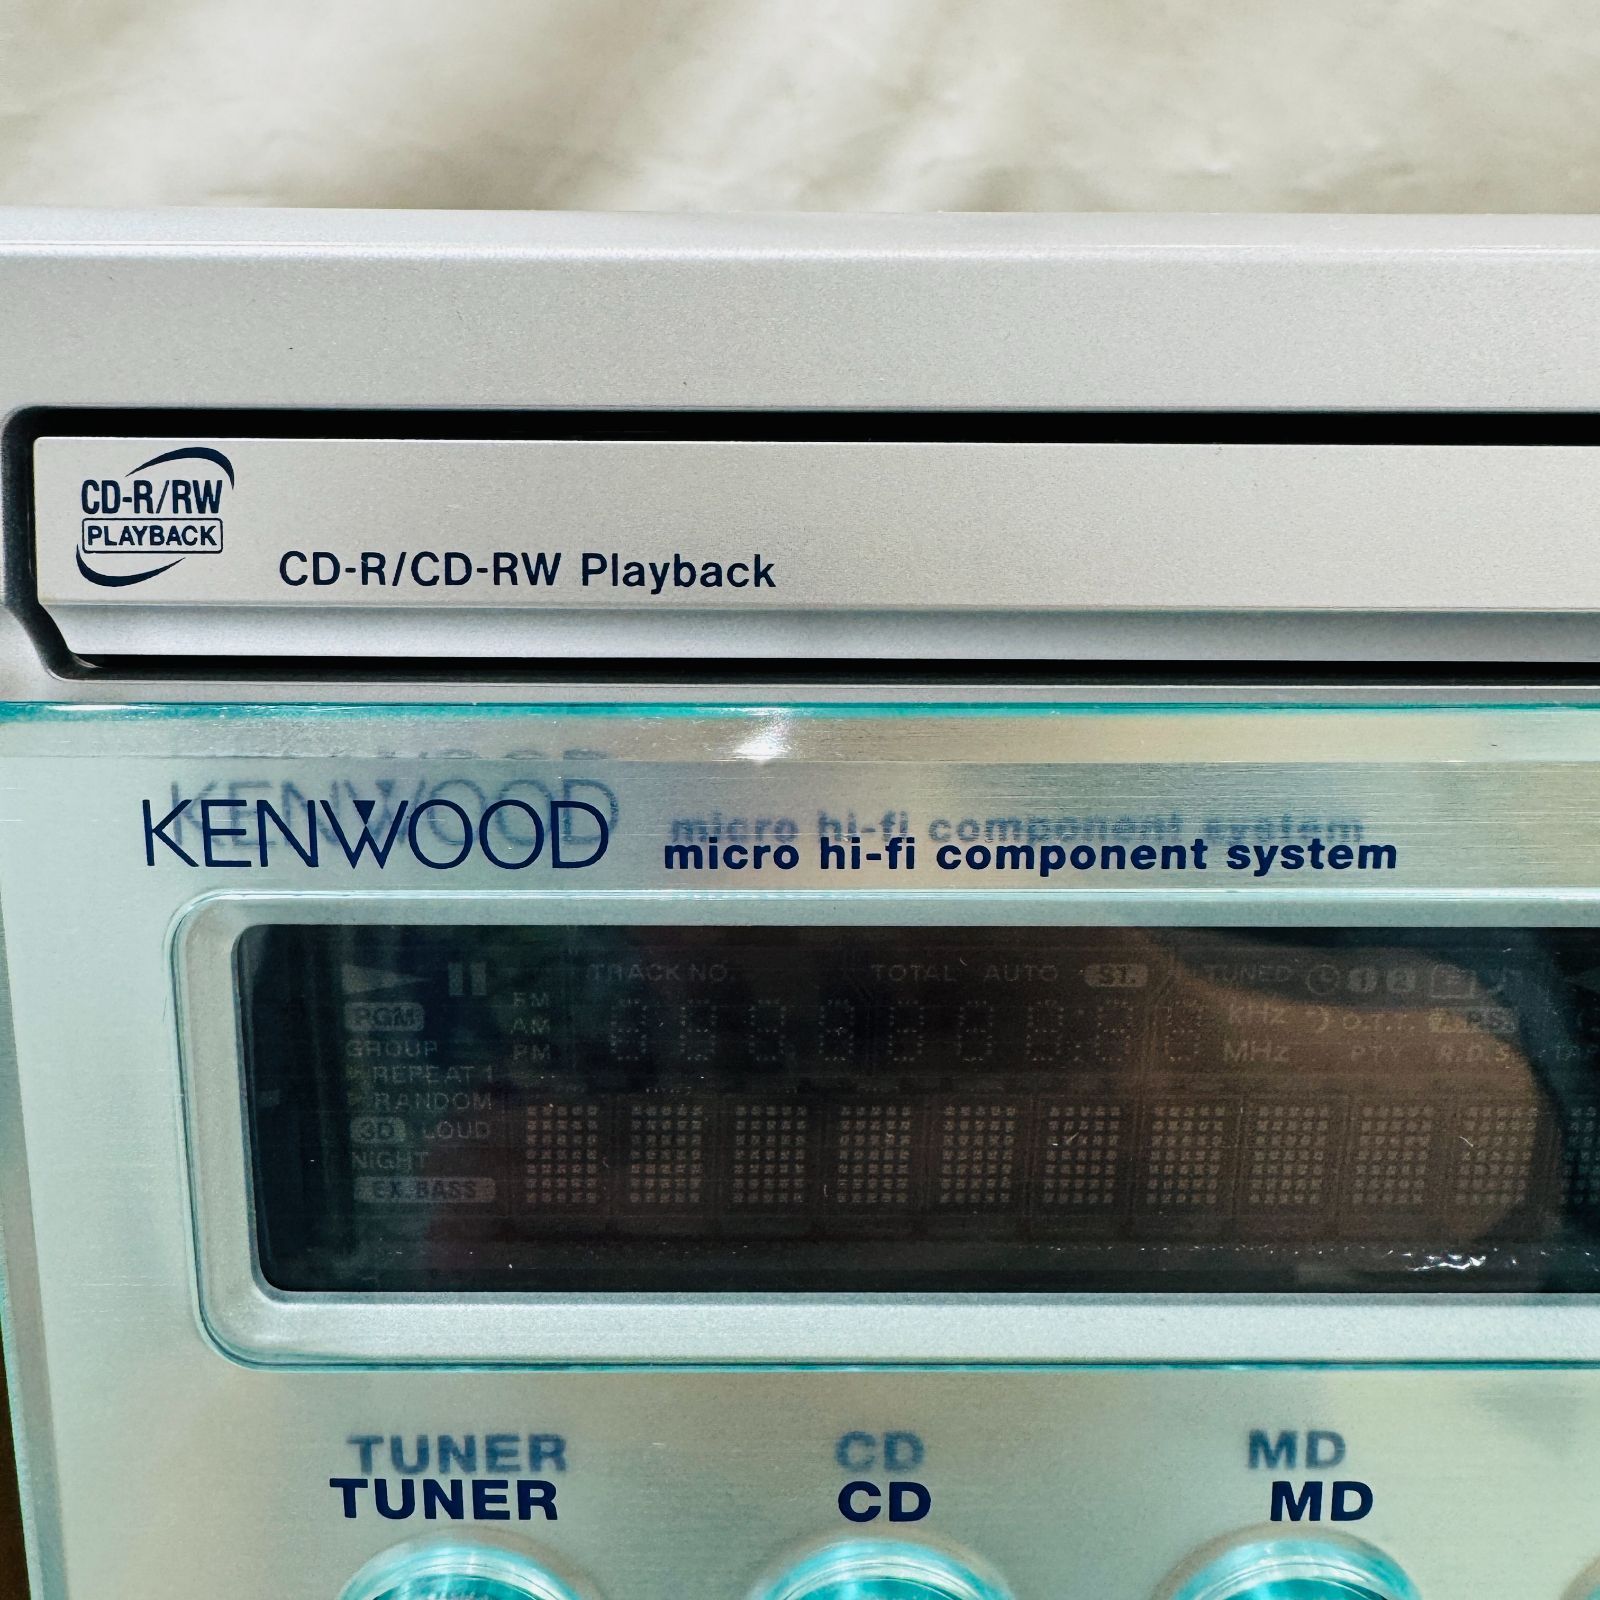 CD-R/RW
PLAYBACK
CD-R/CD-RW Playback
KENWOOD micro hi-fi component system
TRACK NO. TOTAL AUTO ST. TUNED 1 2
PGM FM kHz
GROUP AM MHz PTY R.D.S
REPEAT 1 PM
RANDOM
3D LOUD
NIGHT
EX.BASS
TUNER CD MD